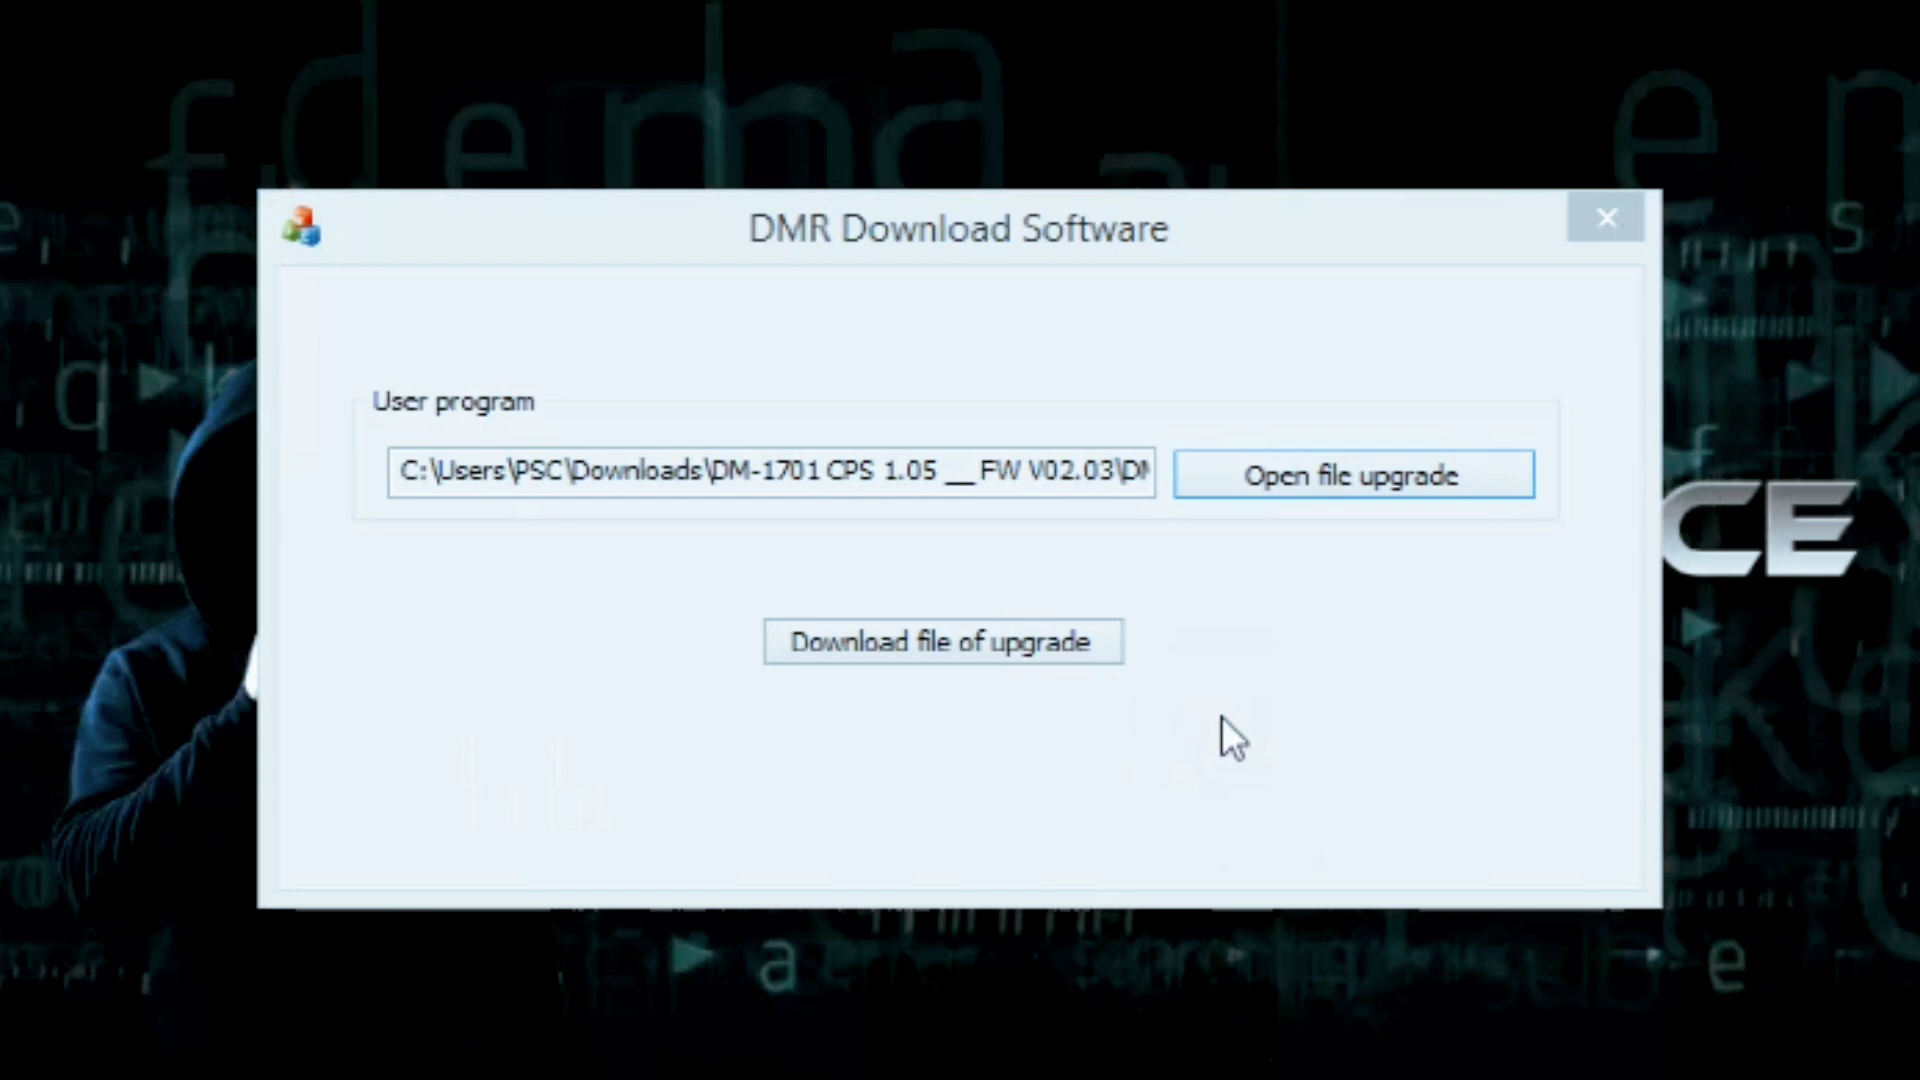 DMR Download Software
User program
C:\Users\PSC\Downloads\DM-1701 CPS 1.05 __ FW V02.03\DM
Open file upgrade
CE
Download file of upgrade